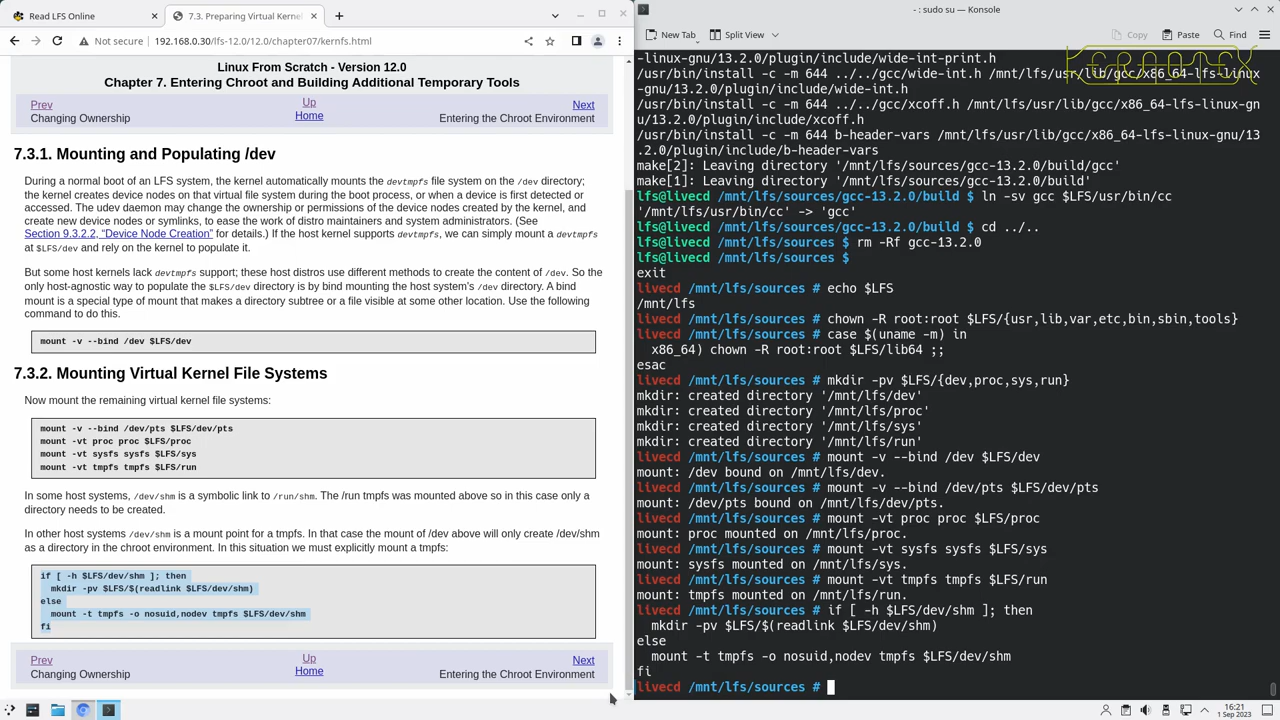 Read LFS Online
7.3. Preparing Virtual Kerne
Not secure
192.168.0.30/lfs-12.0/12.0/chapter07/kernfs.html
Linux From Scratch - Version 12.0
Chapter 7. Entering Chroot and Building Additional Temporary Tools
Prev
Up
Next
Changing Ownership
Home
Entering the Chroot Environment
7.3.1. Mounting and Populating /dev
During a normal boot of an LFS system, the kernel automatically mounts the devtmpfs file system on the /dev directory;
the kernel creates device nodes on that virtual file system during the boot process, or when a device is first detected or
accessed. The udev daemon may change the ownership or permissions of the device nodes created by the kernel, and
create new device nodes or symlinks, to ease the work of distro maintainers and system administrators. (See
Section 9.3.2.2, “Device Node Creation” for details.) If the host kernel supports devtmpfs, we can simply mount a devtmpfs
at $LFS/dev and rely on the kernel to populate it.
But some host kernels lack devtmpfs support; these host distros use different methods to create the content of /dev. So the
only host-agnostic way to populate the $LFS/dev directory is by bind mounting the host system's /dev directory. A bind
mount is a special type of mount that makes a directory subtree or a file visible at some other location. Use the following
command to do this.
mount -v --bind /dev $LFS/dev
7.3.2. Mounting Virtual Kernel File Systems
Now mount the remaining virtual kernel file systems:
mount -v --bind /dev/pts $LFS/dev/pts
mount -vt proc proc $LFS/proc
mount -vt sysfs sysfs $LFS/sys
mount -vt tmpfs tmpfs $LFS/run
In some host systems, /dev/shm is a symbolic link to /run/shm. The /run tmpfs was mounted above so in this case only a
directory needs to be created.
In other host systems /dev/shm is a mount point for a tmpfs. In that case the mount of /dev above will only create /dev/shm
as a directory in the chroot environment. In this situation we must explicitly mount a tmpfs:
if [ -h $LFS/dev/shm ]; then
mkdir -pv $LFS/$(readlink $LFS/dev/shm)
else
mount -t tmpfs -o nosuid,nodev tmpfs $LFS/dev/shm
fi
Prev
Up
Next
Changing Ownership
Home
Entering the Chroot Environment
- : sudo su — Konsole
New Tab
Split View
Copy
Paste
Find
-linux-gnu/13.2.0/plugin/include/wide-int-print.h
/usr/bin/install -c -m 644 ../../gcc/wide-int.h /mnt/lfs/usr/lib/gcc/x86_64-lfs-linux
-gnu/13.2.0/plugin/include/wide-int.h
/usr/bin/install -c -m 644 ../../gcc/xcoff.h /mnt/lfs/usr/lib/gcc/x86_64-lfs-linux-gn
u/13.2.0/plugin/include/xcoff.h
/usr/bin/install -c -m 644 b-header-vars /mnt/lfs/usr/lib/gcc/x86_64-lfs-linux-gnu/13
.2.0/plugin/include/b-header-vars
make[2]: Leaving directory '/mnt/lfs/sources/gcc-13.2.0/build/gcc'
make[1]: Leaving directory '/mnt/lfs/sources/gcc-13.2.0/build'
lfs@livecd /mnt/lfs/sources/gcc-13.2.0/build $ ln -sv gcc $LFS/usr/bin/cc
'/mnt/lfs/usr/bin/cc' -> 'gcc'
lfs@livecd /mnt/lfs/sources/gcc-13.2.0/build $ cd ../..
lfs@livecd /mnt/lfs/sources $ rm -Rf gcc-13.2.0
lfs@livecd /mnt/lfs/sources $
exit
livecd /mnt/lfs/sources # echo $LFS
/mnt/lfs
livecd /mnt/lfs/sources # chown -R root:root $LFS/{usr,lib,var,etc,bin,sbin,tools}
livecd /mnt/lfs/sources # case $(uname -m) in
x86_64) chown -R root:root $LFS/lib64 ;;
esac
livecd /mnt/lfs/sources # mkdir -pv $LFS/{dev,proc,sys,run}
mkdir: created directory '/mnt/lfs/dev'
mkdir: created directory '/mnt/lfs/proc'
mkdir: created directory '/mnt/lfs/sys'
mkdir: created directory '/mnt/lfs/run'
livecd /mnt/lfs/sources # mount -v --bind /dev $LFS/dev
mount: /dev bound on /mnt/lfs/dev.
livecd /mnt/lfs/sources # mount -v --bind /dev/pts $LFS/dev/pts
mount: /dev/pts bound on /mnt/lfs/dev/pts.
livecd /mnt/lfs/sources # mount -vt proc proc $LFS/proc
mount: proc mounted on /mnt/lfs/proc.
livecd /mnt/lfs/sources # mount -vt sysfs sysfs $LFS/sys
mount: sysfs mounted on /mnt/lfs/sys.
livecd /mnt/lfs/sources # mount -vt tmpfs tmpfs $LFS/run
mount: tmpfs mounted on /mnt/lfs/run.
livecd /mnt/lfs/sources # if [ -h $LFS/dev/shm ]; then
mkdir -pv $LFS/$(readlink $LFS/dev/shm)
else
mount -t tmpfs -o nosuid,nodev tmpfs $LFS/dev/shm
fi
livecd /mnt/lfs/sources #
16:21
1 Sep 2023